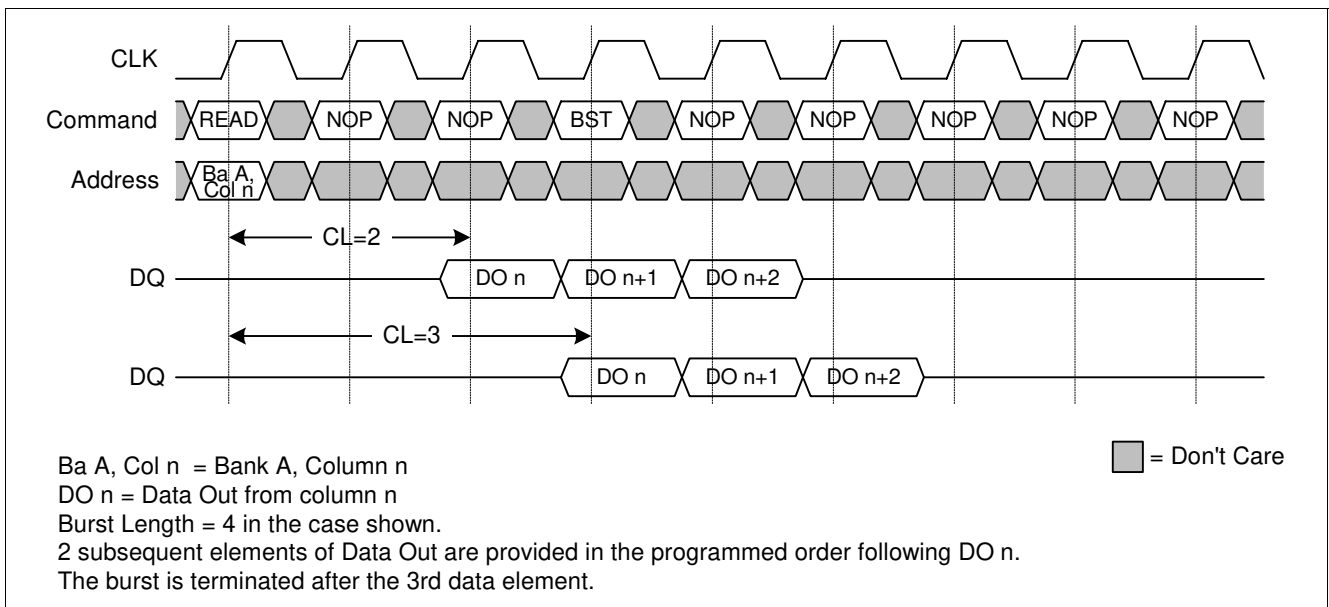 CLK
Command READ NOP NOP BST NOP NOP NOP NOP NOP
Address Ba A,
Col n
CL=2
DQ DO n DO n+1 DO n+2
CL=3
DQ DO n DO n+1 DO n+2
Ba A, Col n = Bank A, Column n
= Don't Care
DO n = Data Out from column n
Burst Length = 4 in the case shown.
2 subsequent elements of Data Out are provided in the programmed order following DO n.
The burst is terminated after the 3rd data element.